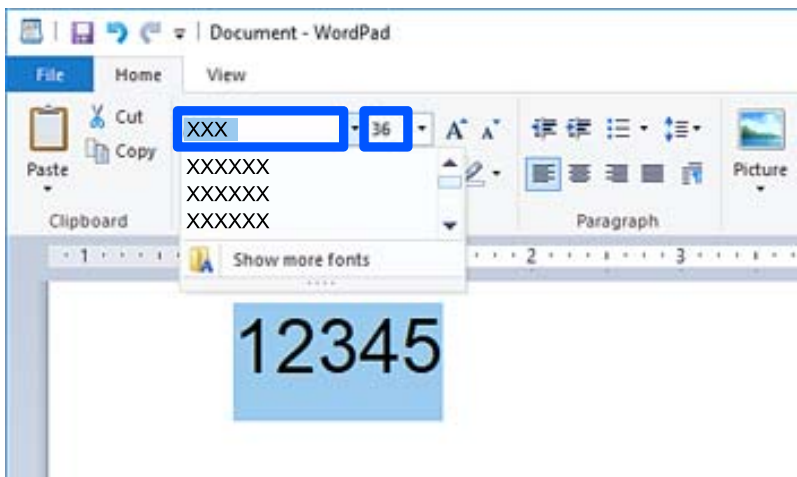 Document - WordPad
File Home View
Cut
Copy
Paste
XXX 36 A A
XXXXXX
XXXXXX
XXXXXX
Show more fonts
Picture
Clipboard
Paragraph
1 2 3
12345